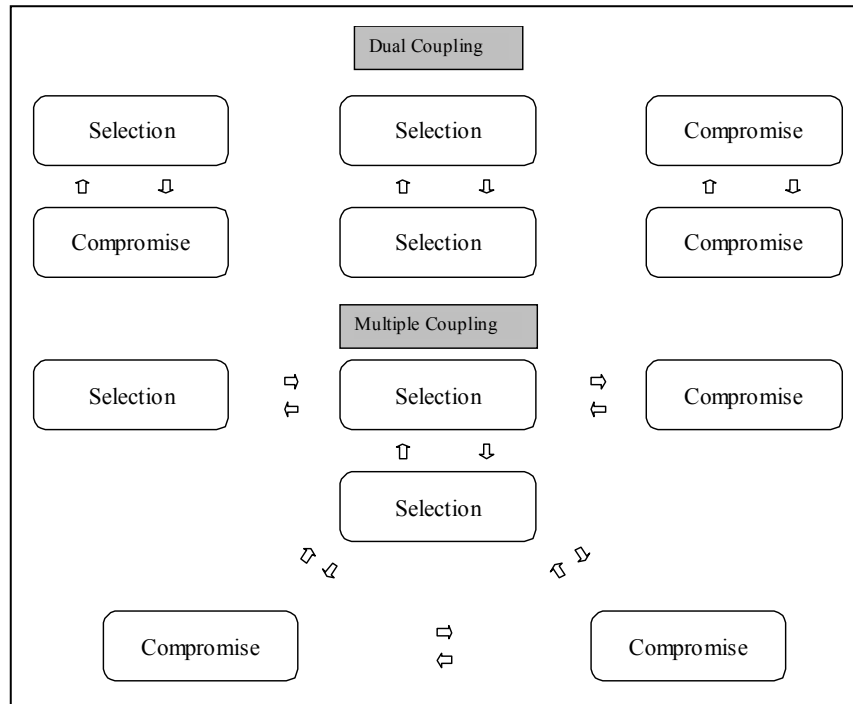 Dual Coupling
Selection
Selection
Compromise
Compromise
Selection
Compromise
Multiple Coupling
Selection
Selection
Compromise
Selection
Compromise
Compromise